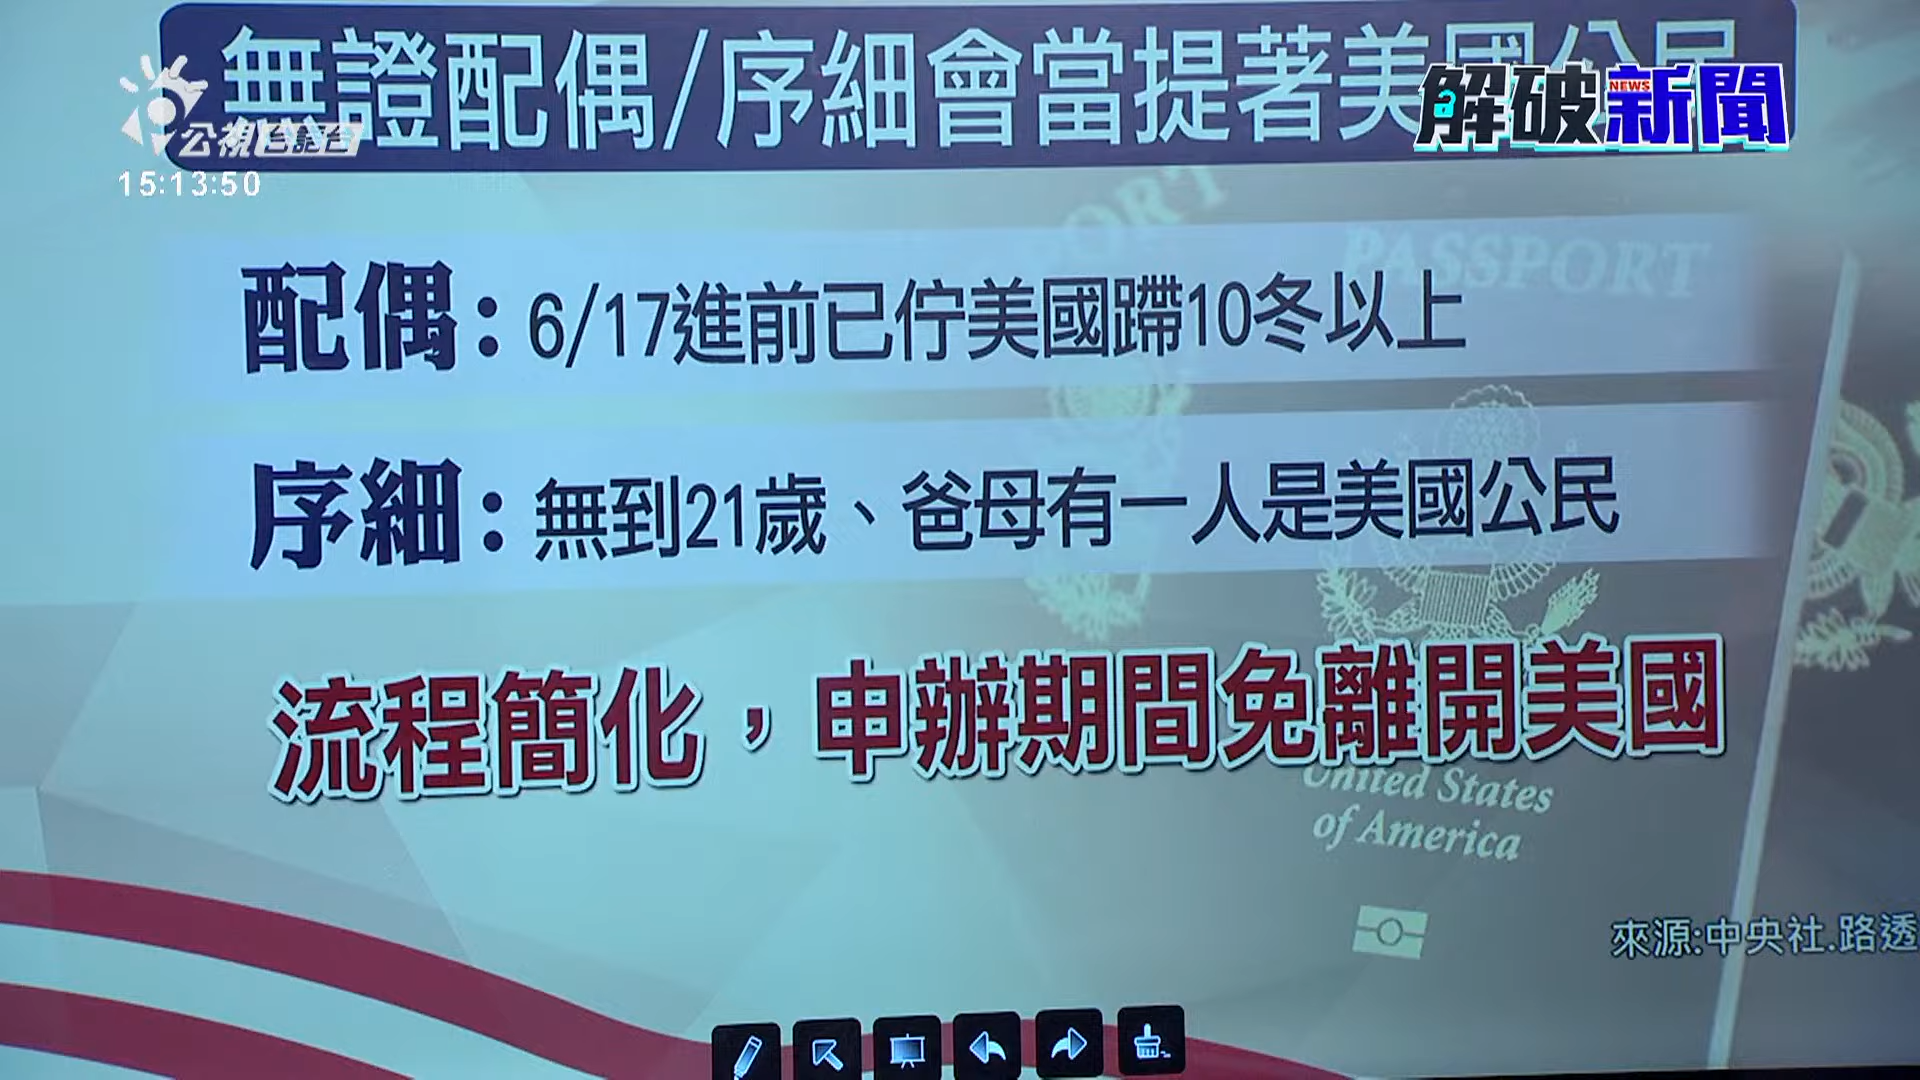 無證配偶/序細會當提著美國公民
公視台語台
解破新聞
NEWS
15:13:50
PORT
PASSPORT
配偶：6/17進前已佇美國蹛10冬以上
序細：無到21歲、爸母有一人是美國公民
流程簡化，申辦期間免離開美國
United States
of America
來源:中央社.路透